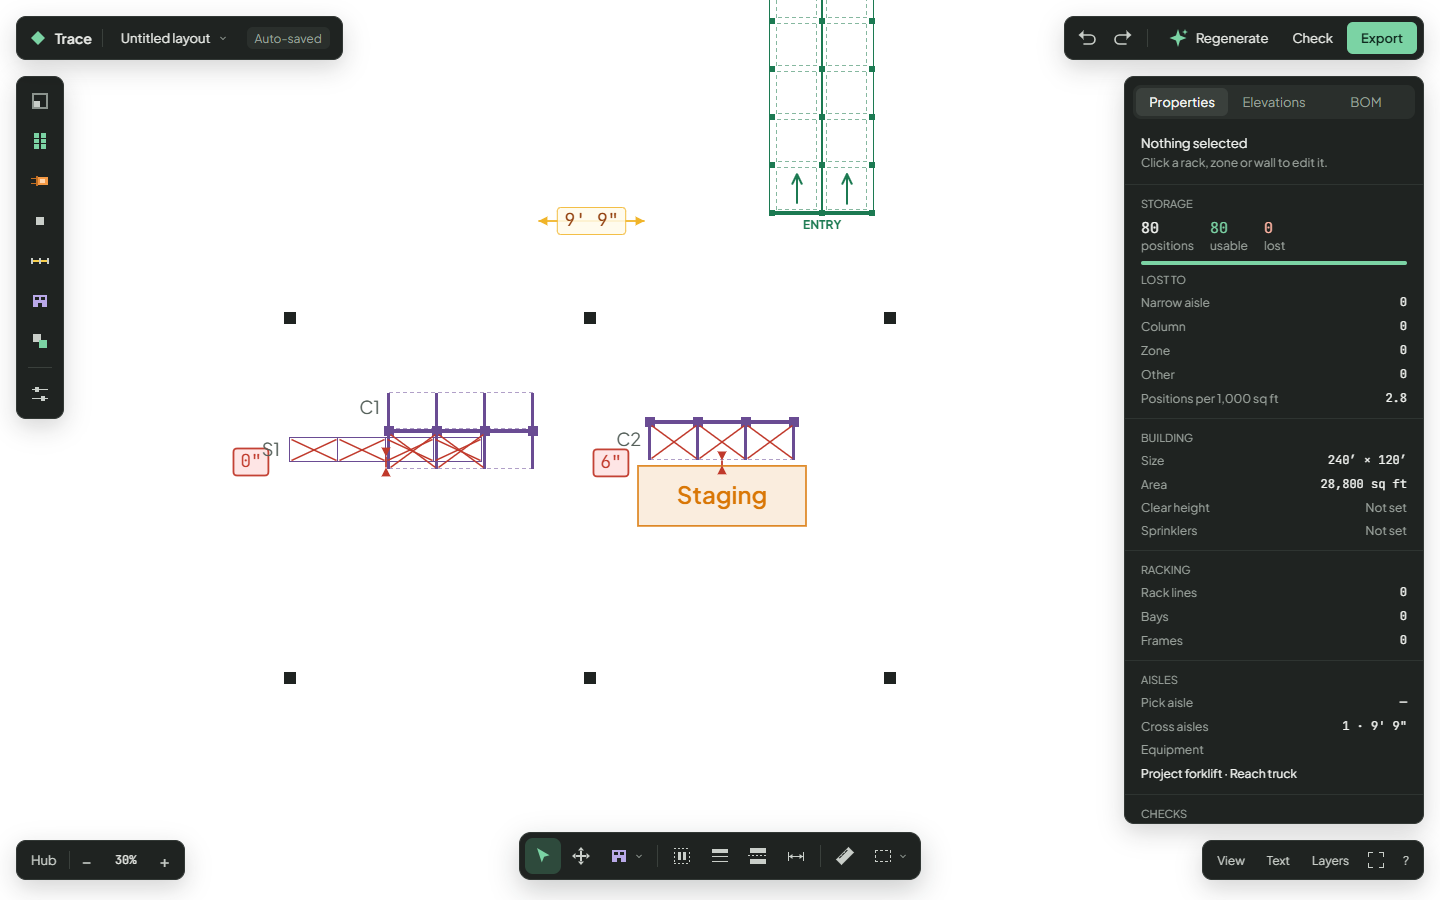 Trace
Untitled layout
Auto-saved
Regenerate
Check
Export
Properties
Elevations
BOM
Nothing selected
Click a rack, zone or wall to edit it.
STORAGE
80
80
0
positions
usable
lost
LOST TO
Narrow aisle 0
Column 0
Zone 0
Other 0
Positions per 1,000 sq ft 2.8
BUILDING
Size 240′ × 120′
Area 28,800 sq ft
Clear height Not set
Sprinklers Not set
RACKING
Rack lines 0
Bays 0
Frames 0
AISLES
Pick aisle —
Cross aisles 1 · 9' 9"
Equipment
Project forklift · Reach truck
CHECKS
9' 9"
ENTRY
C1
S1
0"
C2
6"
Staging
Hub
−
30%
+
View
Text
Layers
?